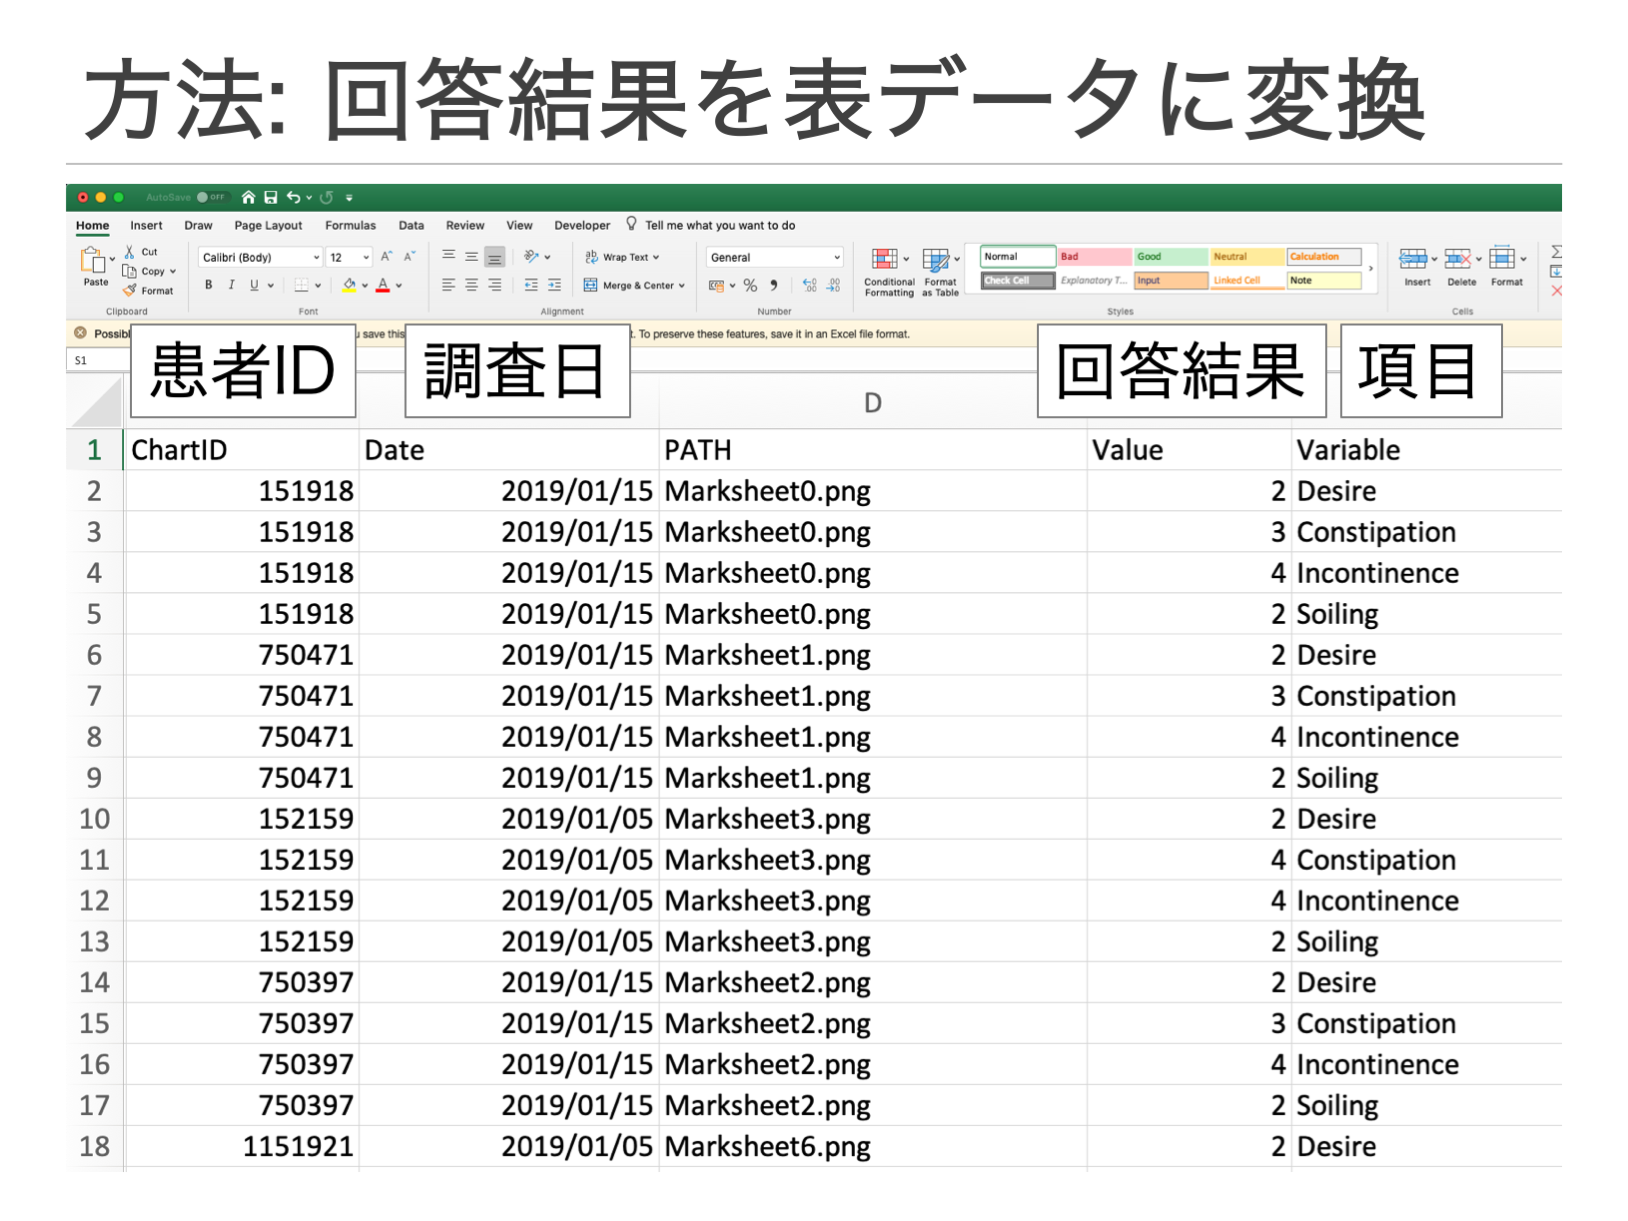 方法: 回答結果を表データに変換
AutoSave OFF
Home Insert Draw Page Layout Formulas Data Review View Developer Tell me what you want to do
Paste Cut Copy Format
Calibri (Body) 12
B I U A
Wrap Text
Merge & Center
General
%
Conditional Formatting Format as Table
Normal Bad Good Neutral Calculation
Check Cell Explanatory T... Input Linked Cell Note
Insert Delete Format
Clipboard Font Alignment Number Styles Cells
save this To preserve these features, save it in an Excel file format.
S1
患者ID 調査日 回答結果 項目
D
1 ChartID Date PATH Value Variable
2 151918 2019/01/15 Marksheet0.png 2 Desire
3 151918 2019/01/15 Marksheet0.png 3 Constipation
4 151918 2019/01/15 Marksheet0.png 4 Incontinence
5 151918 2019/01/15 Marksheet0.png 2 Soiling
6 750471 2019/01/15 Marksheet1.png 2 Desire
7 750471 2019/01/15 Marksheet1.png 3 Constipation
8 750471 2019/01/15 Marksheet1.png 4 Incontinence
9 750471 2019/01/15 Marksheet1.png 2 Soiling
10 152159 2019/01/05 Marksheet3.png 2 Desire
11 152159 2019/01/05 Marksheet3.png 4 Constipation
12 152159 2019/01/05 Marksheet3.png 4 Incontinence
13 152159 2019/01/05 Marksheet3.png 2 Soiling
14 750397 2019/01/15 Marksheet2.png 2 Desire
15 750397 2019/01/15 Marksheet2.png 3 Constipation
16 750397 2019/01/15 Marksheet2.png 4 Incontinence
17 750397 2019/01/15 Marksheet2.png 2 Soiling
18 1151921 2019/01/05 Marksheet6.png 2 Desire